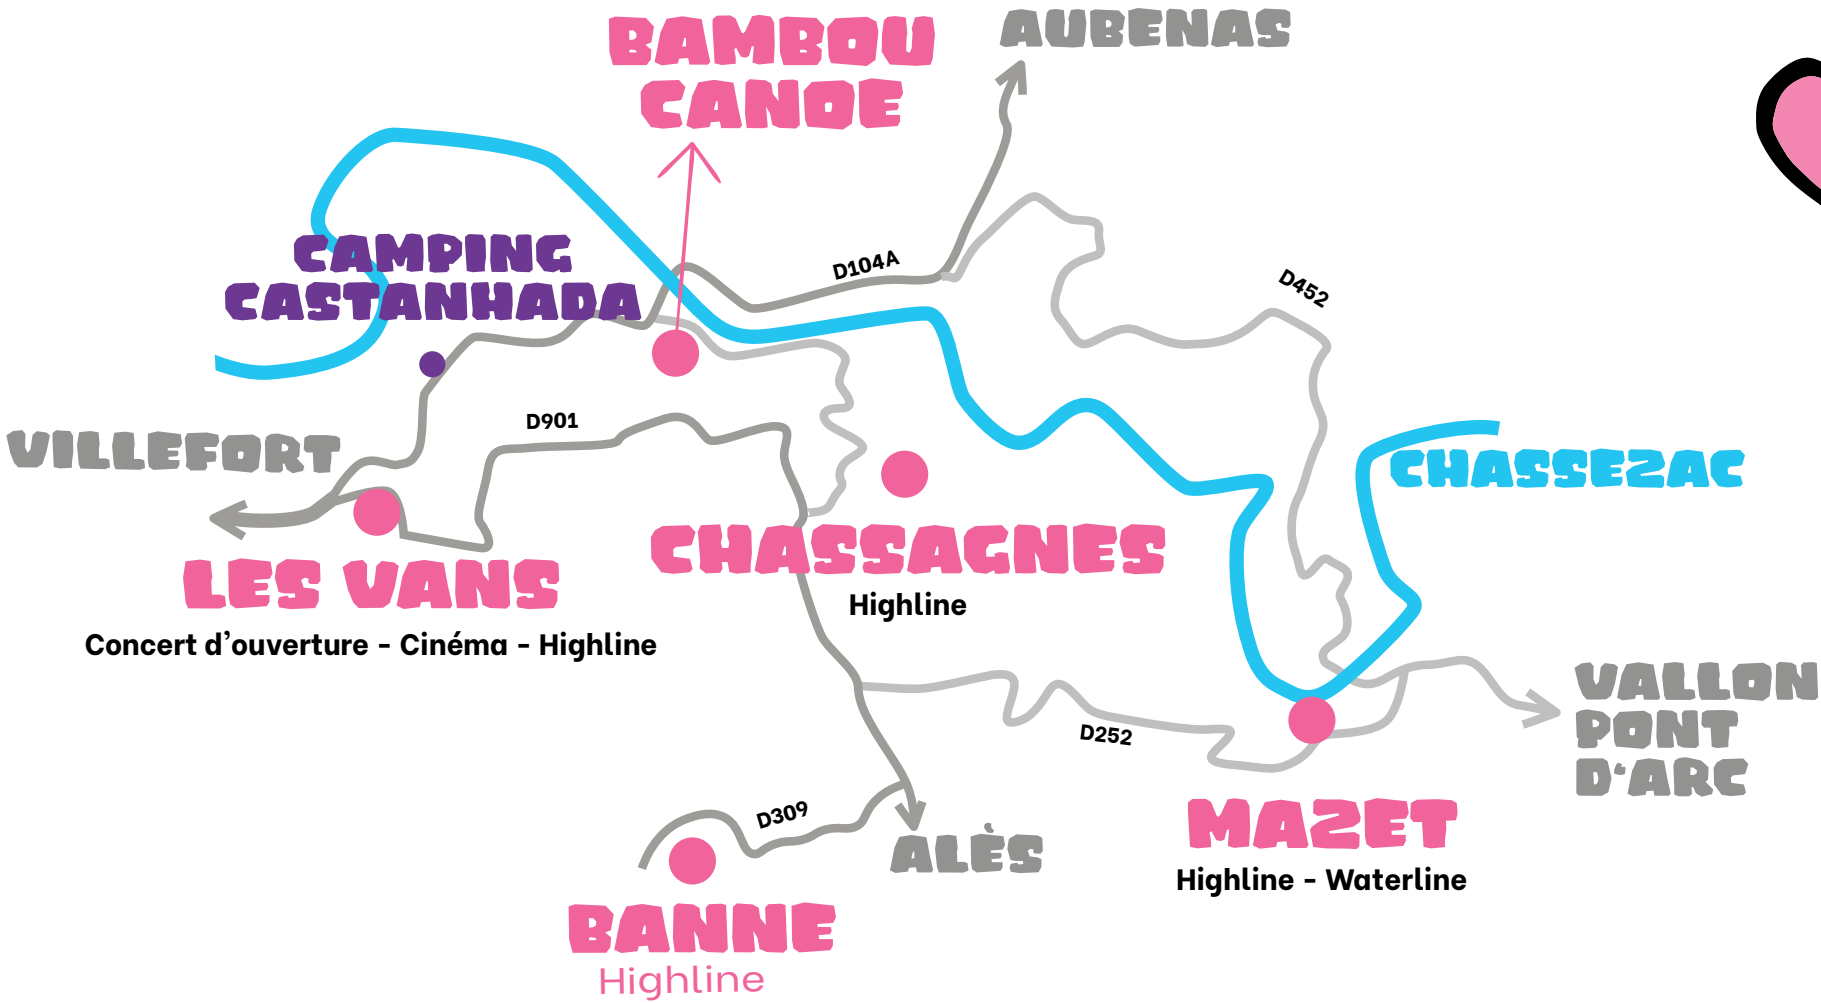 BAMBOU
CANOE
AUBENAS
CAMPING
CASTANHADA
D104A
D452
VILLEFORT
D901
CHASSEZAC
LES VANS
Concert d’ouverture - Cinéma - Highline
CHASSAGNES
Highline
D252
VALLON
PONT
D‘ARC
D309
ALÈS
MAZET
Highline - Waterline
BANNE
Highline